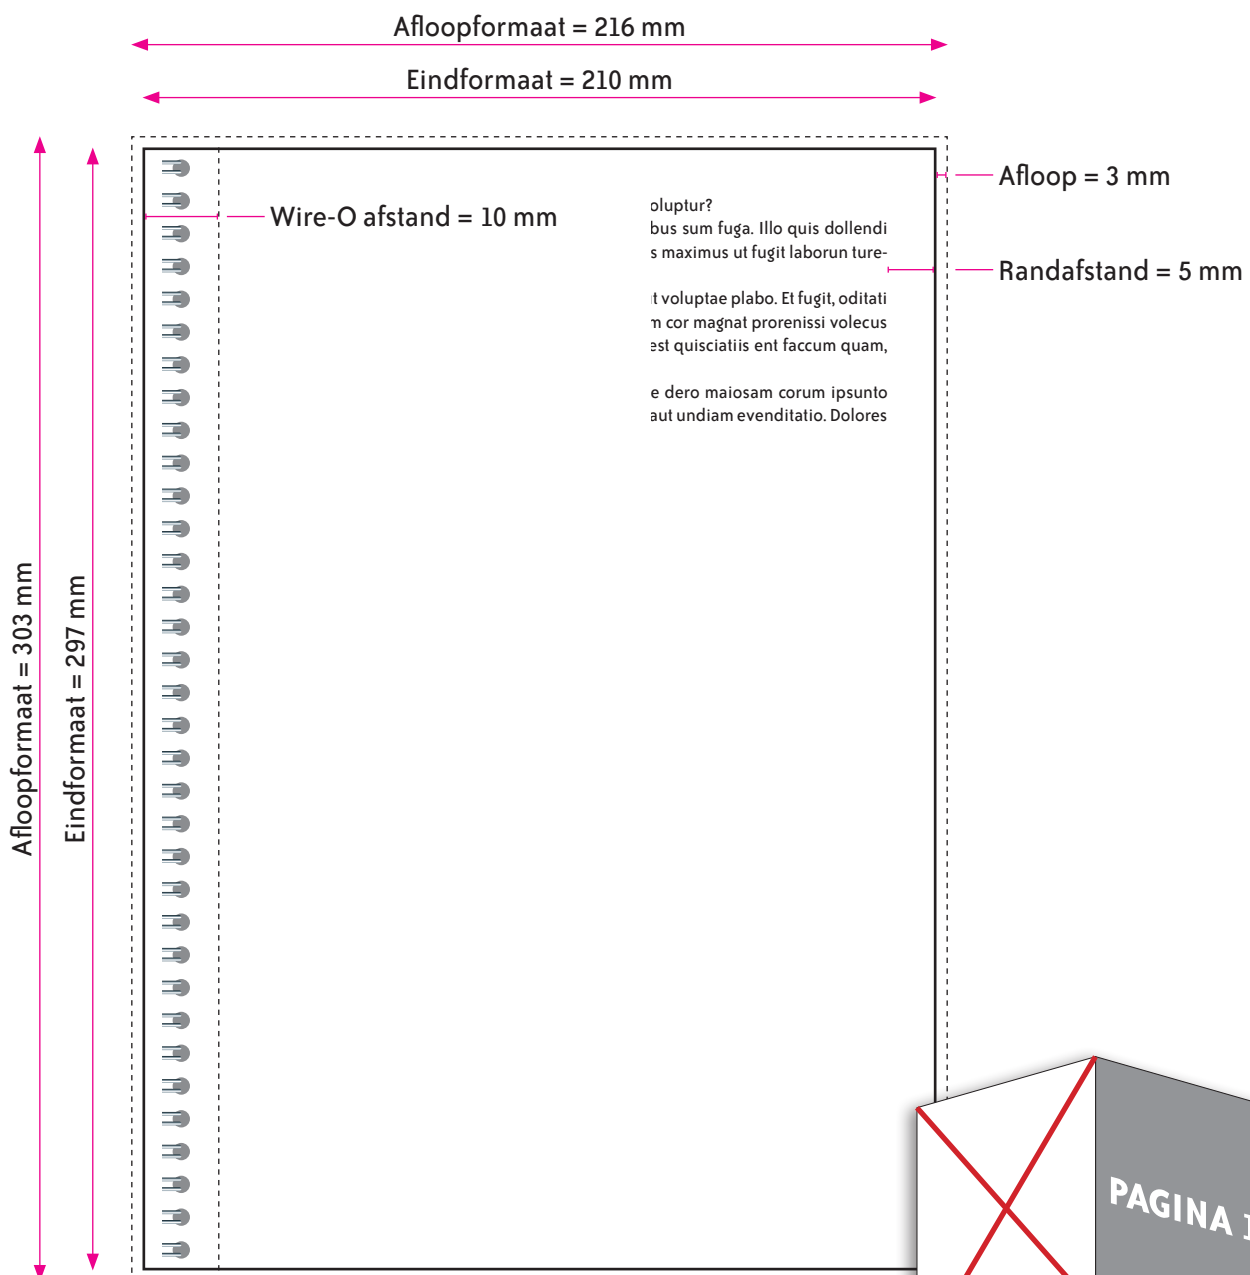 Afloopformaat = 216 mm
Eindformaat = 210 mm
Afloop = 3 mm
Wire-O afstand = 10 mm
oluptur?
bus sum fuga. Illo quis dollendi
s maximus ut fugit laborun ture-
Randafstand = 5 mm
t voluptae plabo. Et fugit, oditati
m cor magnat prorenissi volecus
est quisciatiis ent faccum quam,
e dero maiosam corum ipsunto
aut undiam evenditatio. Dolores
Afloopformaat = 303 mm
Eindformaat = 297 mm
PAGINA 1